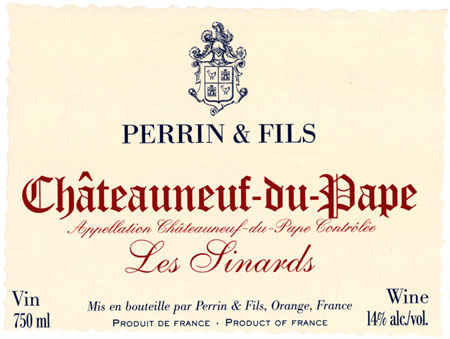 PERRIN & FILS
Châteauneuf-du-Pape
Appellation Châteauneuf-du-Pape Contrôlée
Les Sinards
Vin
750 ml
Mis en bouteille par Perrin & Fils, Orange, France
PRODUIT DE FRANCE · PRODUCT OF FRANCE
Wine
14% alc./vol.